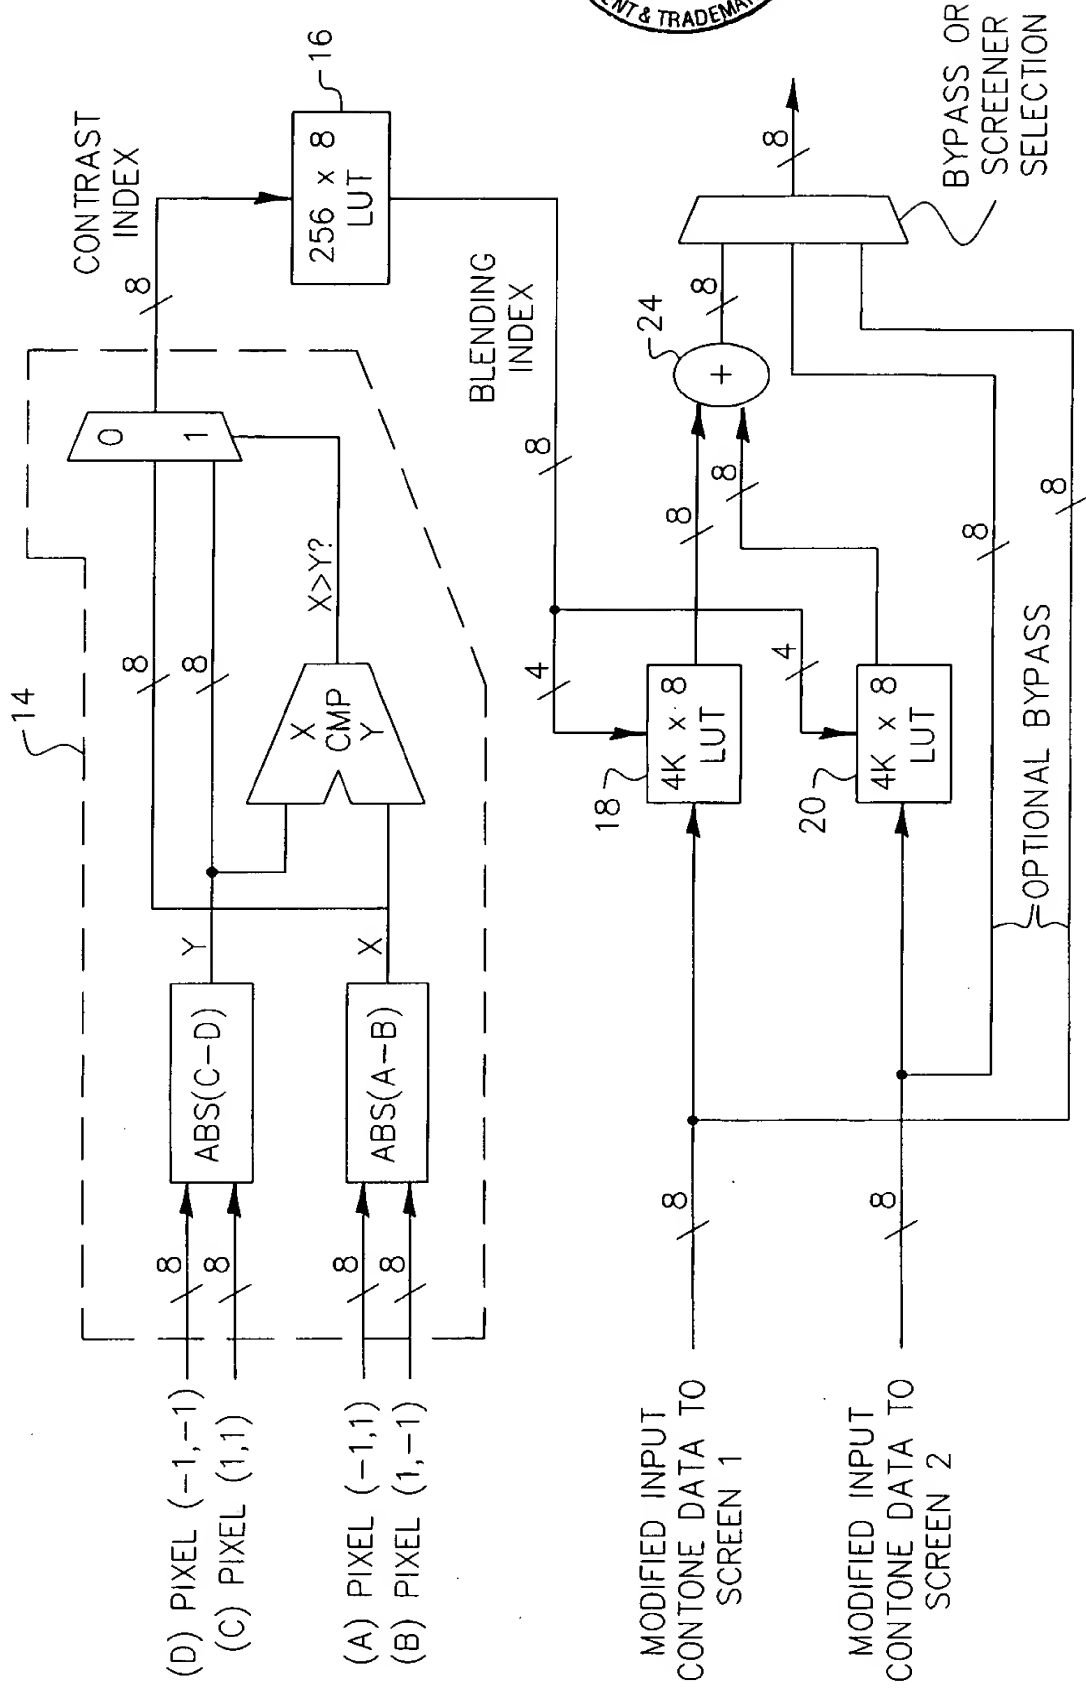 ENT & TRADEMA
14
(D) PIXEL (-1,-1)
(C) PIXEL (1,1)
(A) PIXEL (-1,1)
(B) PIXEL (1,-1)
8
8
8
8
ABS(C-D)
ABS(A-B)
Y
X
8
8
X
CMP
Y
X>Y?
0
1
8
CONTRAST
INDEX
256 x 8
LUT
16
BLENDING
INDEX
8
4
4
MODIFIED INPUT
CONTONE DATA TO
SCREEN 1
MODIFIED INPUT
CONTONE DATA TO
SCREEN 2
8
8
18
4K x 8
LUT
20
4K x 8
LUT
8
8
24
+
8
OPTIONAL BYPASS
8
8
8
BYPASS OR
SCREENER
SELECTION